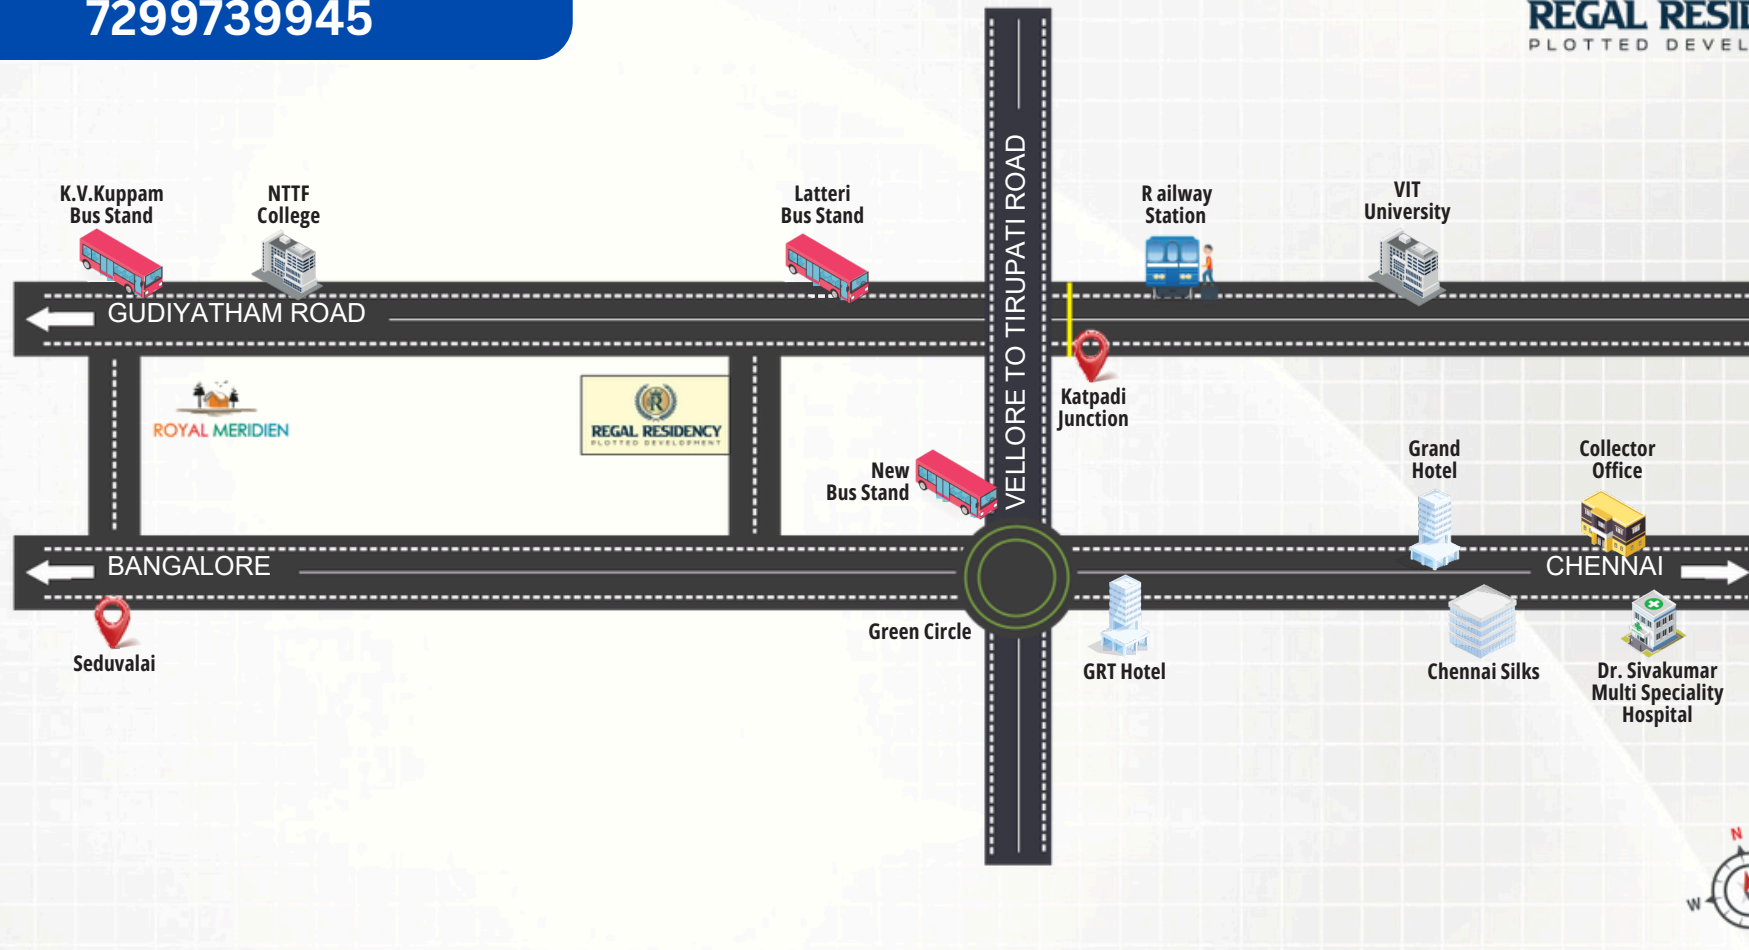 7299739945
REGAL
PLOTTED
K.V.Kuppam
Bus Stand
NTTF
College
Latteri
Bus Stand
VELLORE TO TIRUPATI ROAD
R ailway
Station
VIT
University
GUDIYATHAM ROAD
ROYAL MERIDIEN
R
REGAL RESIDENCY
PLOTTED DEVELOPMENT
Katpadi
Junction
New
Bus Stand
Grand
Hotel
Collector
Office
BANGALORE
CHENNAI
Seduvalai
Green Circle
GRT Hotel
Chennai Silks
Dr. Sivakumar
Multi Speciality
Hospital
N
W